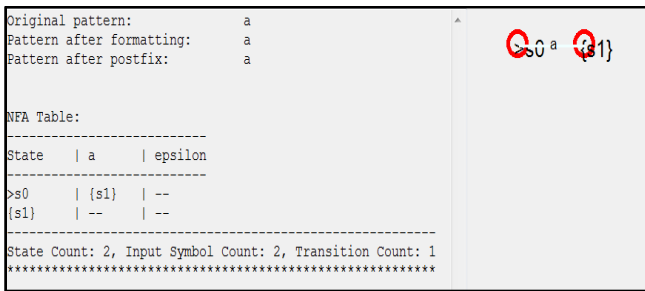 Original pattern: a
Pattern after formatting: a
Pattern after postfix: a
NFA Table:
---------------------------
State | a | epsilon
---------------------------
>s0 | {s1} | --
{s1} | -- | --
----------------------------------------------------------
State Count: 2, Input Symbol Count: 2, Transition Count: 1
**********************************************************
>s0 a {s1}